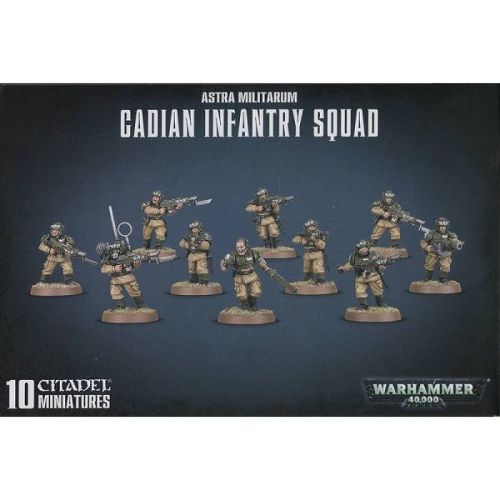 ASTRA MILITARUM
CADIAN INFANTRY SQUAD
10 CITADEL
MINIATURES
WARHAMMER
40,000